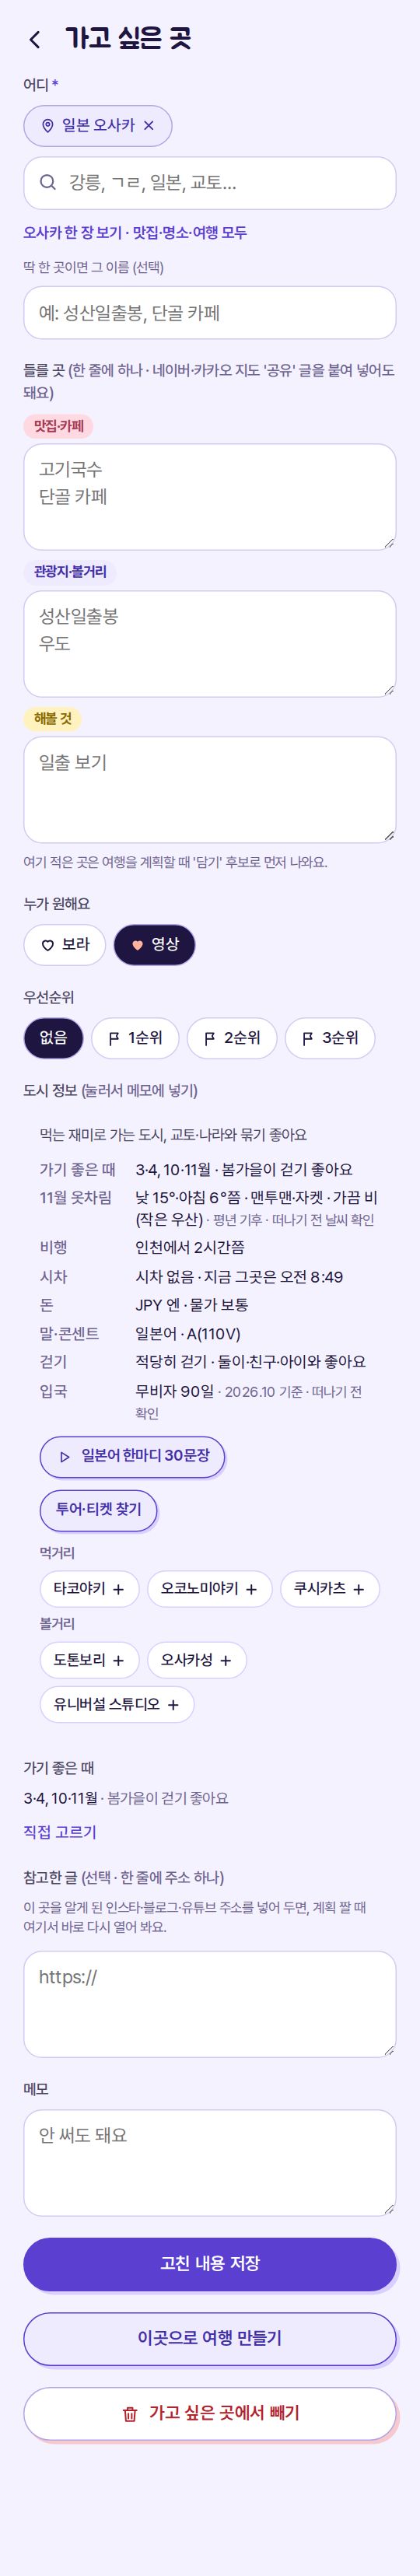 가고 싶은 곳
어디 *
일본 오사카 ×
강릉, ㄱㄹ, 일본, 교토...
오사카 한 장 보기 · 맛집·명소·여행 모두
딱 한 곳이면 그 이름 (선택)
예: 성산일출봉, 단골 카페
들를 곳 (한 줄에 하나 · 네이버·카카오 지도 '공유' 글을 붙여 넣어도
돼요)
맛집·카페
고기국수
단골 카페
관광지·볼거리
성산일출봉
우도
해볼 것
일출 보기
여기 적은 곳은 여행을 계획할 때 '담기' 후보로 먼저 나와요.
누가 원해요
보라 영상
우선순위
없음 1순위 2순위 3순위
도시 정보 (눌러서 메모에 넣기)
먹는 재미로 가는 도시, 교토·나라와 묶기 좋아요
가기 좋은 때 3·4, 10·11월 · 봄가을이 걷기 좋아요
11월 옷차림 낮 15°·아침 6°쯤 · 맨투맨·자켓 · 가끔 비
(작은 우산) · 평년 기후 · 떠나기 전 날씨 확인
비행 인천에서 2시간쯤
시차 시차 없음 · 지금 그곳은 오전 8:49
돈 JPY 엔 · 물가 보통
말·콘센트 일본어 · A(110V)
걷기 적당히 걷기 · 둘이·친구·아이와 좋아요
입국 무비자 90일 · 2026.10 기준 · 떠나기 전
확인
일본어 한마디 30문장
투어·티켓 찾기
먹거리
타코야키 + 오코노미야키 + 쿠시카츠 +
볼거리
도톤보리 + 오사카성 +
유니버설 스튜디오 +
가기 좋은 때
3·4, 10·11월 · 봄가을이 걷기 좋아요
직접 고르기
참고한 글 (선택 · 한 줄에 주소 하나)
이 곳을 알게 된 인스타·블로그·유튜브 주소를 넣어 두면, 계획 짤 때
여기서 바로 다시 열어 봐요.
https://
메모
안 써도 돼요
고친 내용 저장
이곳으로 여행 만들기
가고 싶은 곳에서 빼기